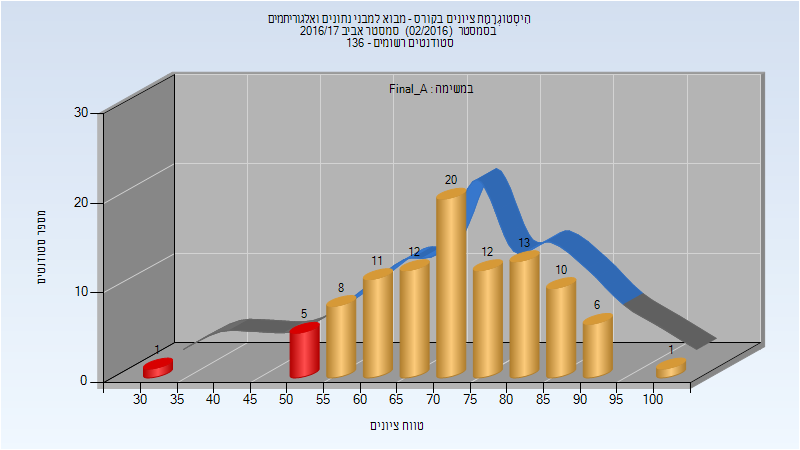 היסְטוגְרָמַת ציונים בקורס - מבוא למבני נתונים ואלגוריתמים
בסמסטר (02/2016) סמסטר אביב 2016/17
סטודנטים רשומים - 136
במשימה : Final_A
מספר סטודנטים
30
20
10
0
1
5
8
11
12
20
12
13
10
6
1
30 35 40 45 50 55 60 65 70 75 80 85 90 95 100
טווח ציונים